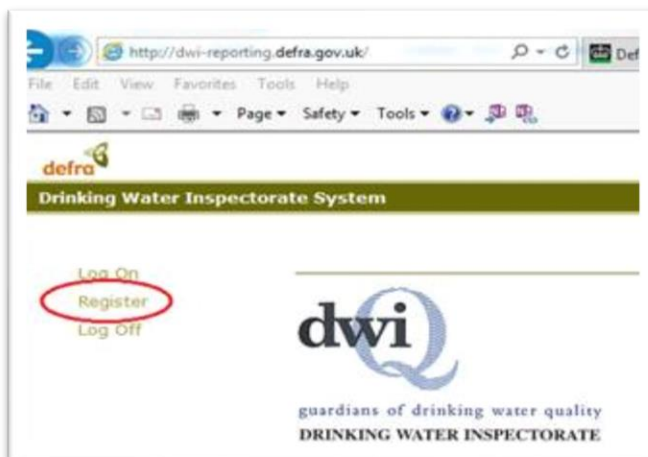 http://dwi-reporting.defra.gov.uk/ Def
File Edit View Favorites Tools Help
Page Safety Tools
defra
Drinking Water Inspectorate System
Log On
Register
Log Off
dwi
guardians of drinking water quality
DRINKING WATER INSPECTORATE